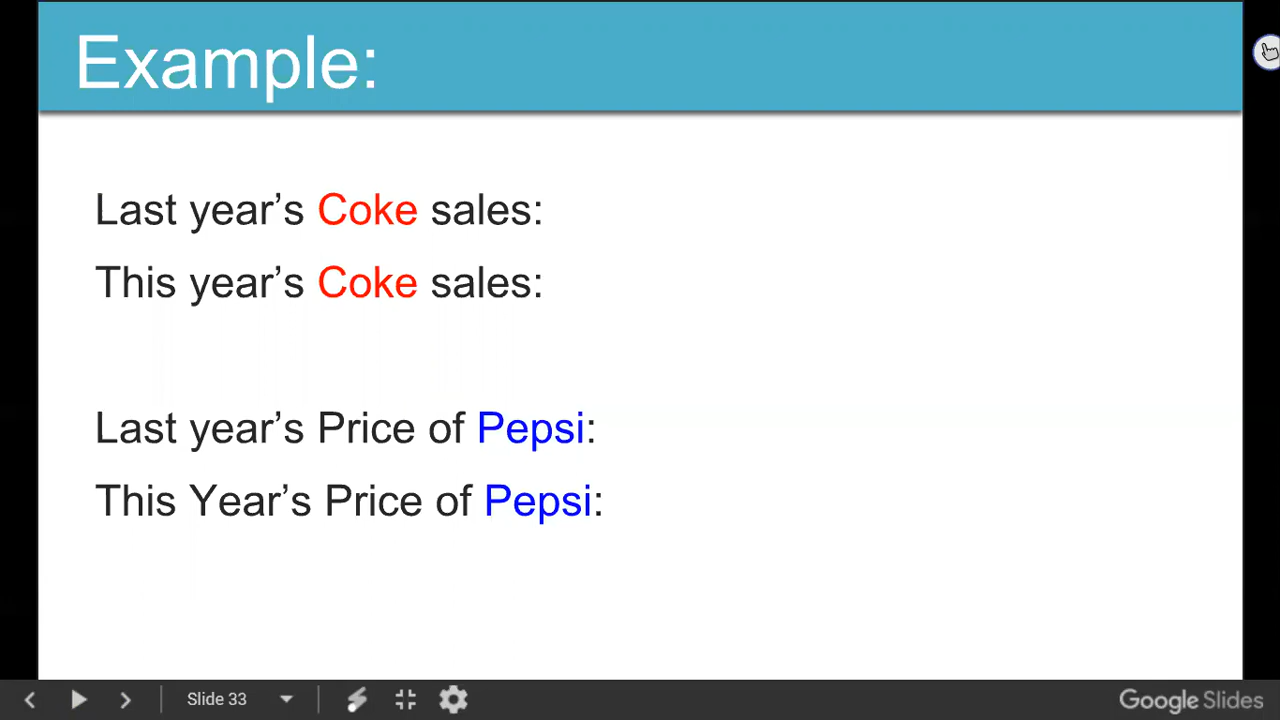 Example:
Last year’s Coke sales:
This year’s Coke sales:
Last year’s Price of Pepsi:
This Year’s Price of Pepsi:
Slide 33
Google Slides